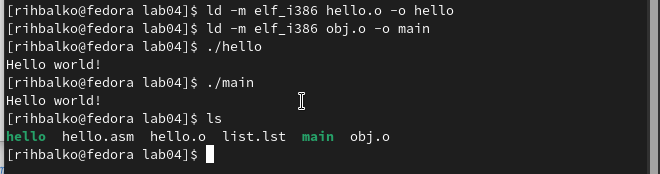 [rihbalko@fedora lab04]$ ld -m elf_i386 hello.o -o hello
[rihbalko@fedora lab04]$ ld -m elf_i386 obj.o -o main
[rihbalko@fedora lab04]$ ./hello
Hello world!
[rihbalko@fedora lab04]$ ./main
Hello world!
[rihbalko@fedora lab04]$ ls
hello  hello.asm  hello.o  list.lst  main  obj.o
[rihbalko@fedora lab04]$